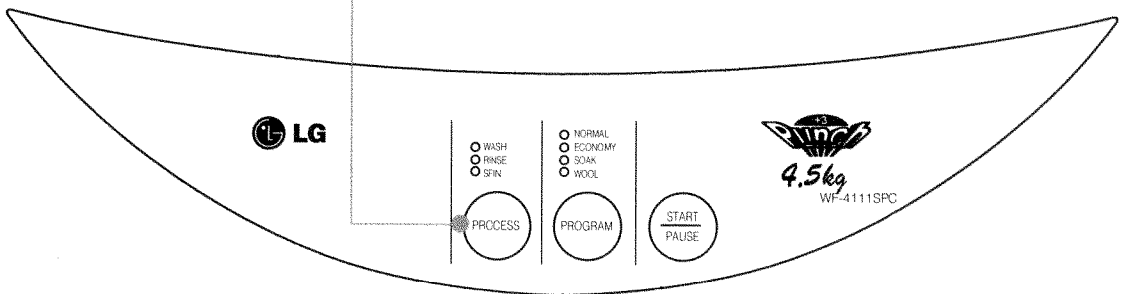 LG
WASH
RINSE
SPIN
PROCESS
NORMAL
ECONOMY
SOAK
WOOL
PROGRAM
START
PAUSE
+3
Punch
4.5kg
WF-4111SPC